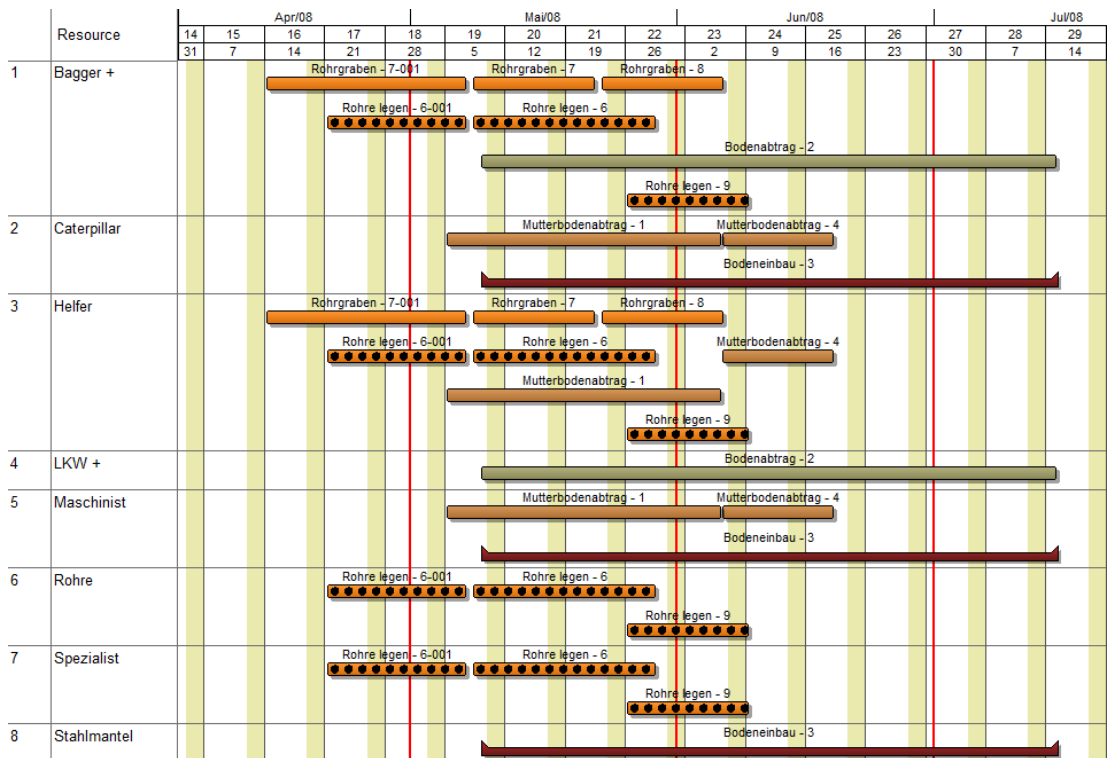 Apr/08 Mai/08 Jun/08 Jul/08
Resource 14 15 16 17 18 19 20 21 22 23 24 25 26 27 28 29
31 7 14 21 28 5 12 19 26 2 9 16 23 30 7 14
1 Bagger + Rohrgraben - 7-001 Rohrgraben - 7 Rohrgraben - 8
Rohre legen - 6-001 Rohre legen - 6
Bodenabtrag - 2
Rohre legen - 9
2 Caterpillar Mutterbodenabtrag - 1 Mutterbodenabtrag - 4
Bodeneinbau - 3
3 Helfer Rohrgraben - 7-001 Rohrgraben - 7 Rohrgraben - 8
Rohre legen - 6-001 Rohre legen - 6 Mutterbodenabtrag - 4
Mutterbodenabtrag - 1
Rohre legen - 9
4 LKW + Bodenabtrag - 2
5 Maschinist Mutterbodenabtrag - 1 Mutterbodenabtrag - 4
Bodeneinbau - 3
6 Rohre Rohre legen - 6-001 Rohre legen - 6
Rohre legen - 9
7 Spezialist Rohre legen - 6-001 Rohre legen - 6
Rohre legen - 9
8 Stahlmantel Bodeneinbau - 3